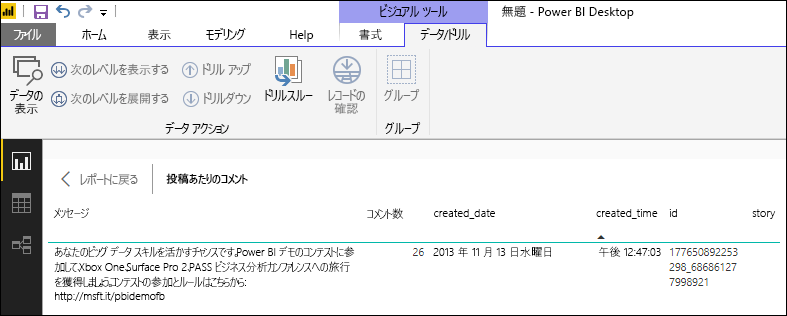 ビジュアル ツール 無題 - Power BI Desktop
ファイル ホーム 表示 モデリング Help 書式 データ/ドリル
データの表示
次のレベルを表示する
次のレベルを展開する
ドリル アップ
ドリルダウン
ドリルスルー
レコードの確認
グループ
データ アクション グループ
レポートに戻る 投稿あたりのコメント
メッセージ コメント数 created_date created_time id story
あなたのビッグ データ スキルを活かすチャンスです。Power BI デモのコンテストに参
加して、Xbox One、Surface Pro 2、PASS ビジネス分析カンファレンスへの旅行
を獲得しましょう。コンテストの参加とルールはこちらから:
http://msft.it/pbidemofb
26 2013 年 11 月 13 日水曜日 午後 12:47:03
177650892253
298_68686127
7998921